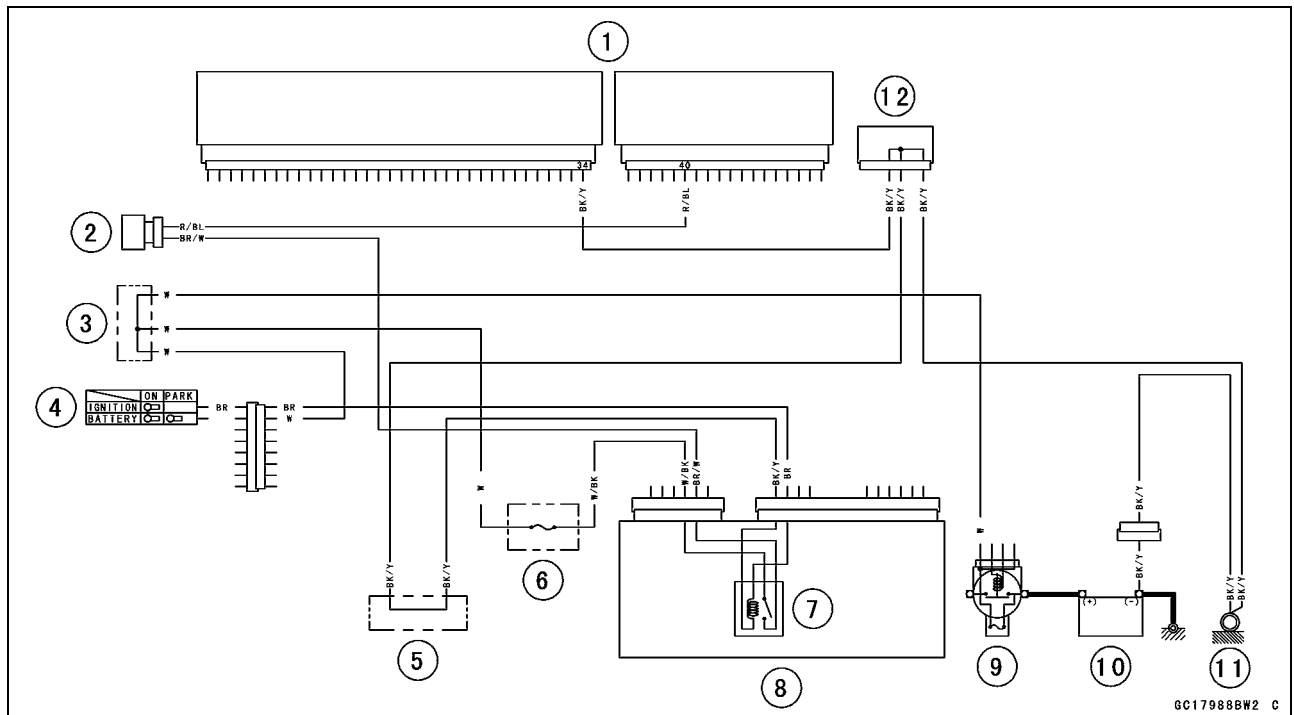 1
12
34
40
BK/Y
R/BL
BK/Y
BK/Y
BK/Y
2
R/BL
BR/W
3
W
W
W
4
ON PARK
IGNITION
BATTERY
BR
BR
W
W
W/BK
W/BK
BR/W
BK/Y
BR
W
BK/Y
BK/Y
BK/Y
BK/Y
BK/Y
BK/Y
5
6
7
8
9
(+)
(-)
10
11
GC17988BW2 C